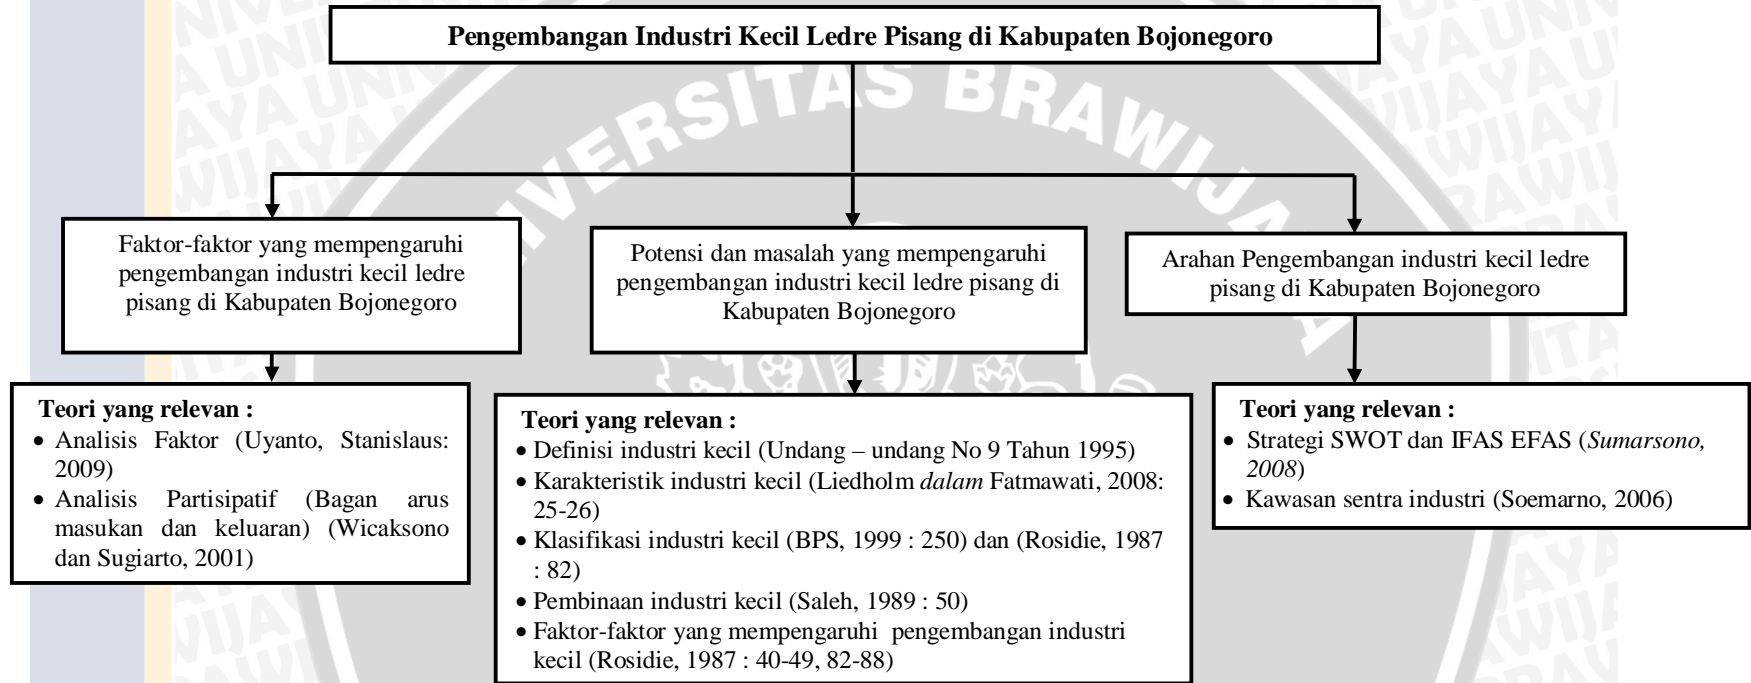 Pengembangan Industri Kecil Ledre Pisang di Kabupaten Bojonegoro
UNIVERSITAS BRAWIJAYA
Faktor-faktor yang mempengaruhi
pengembangan industri kecil ledre
pisang di Kabupaten Bojonegoro
Potensi dan masalah yang mempengaruhi
pengembangan industri kecil ledre pisang di
Kabupaten Bojonegoro
Arahan Pengembangan industri kecil ledre
pisang di Kabupaten Bojonegoro
Teori yang relevan :
• Analisis Faktor (Uyanto, Stanislaus:
2009)
• Analisis Partisipatif (Bagan arus
masukan dan keluaran) (Wicaksono
dan Sugiarto, 2001)
Teori yang relevan :
• Definisi industri kecil (Undang – undang No 9 Tahun 1995)
• Karakteristik industri kecil (Liedholm dalam Fatmawati, 2008:
25-26)
• Klasifikasi industri kecil (BPS, 1999 : 250) dan (Rosidie, 1987
: 82)
• Pembinaan industri kecil (Saleh, 1989 : 50)
• Faktor-faktor yang mempengaruhi pengembangan industri
kecil (Rosidie, 1987 : 40-49, 82-88)
Teori yang relevan :
• Strategi SWOT dan IFAS EFAS (Sumarsono,
2008)
• Kawasan sentra industri (Soemarno, 2006)